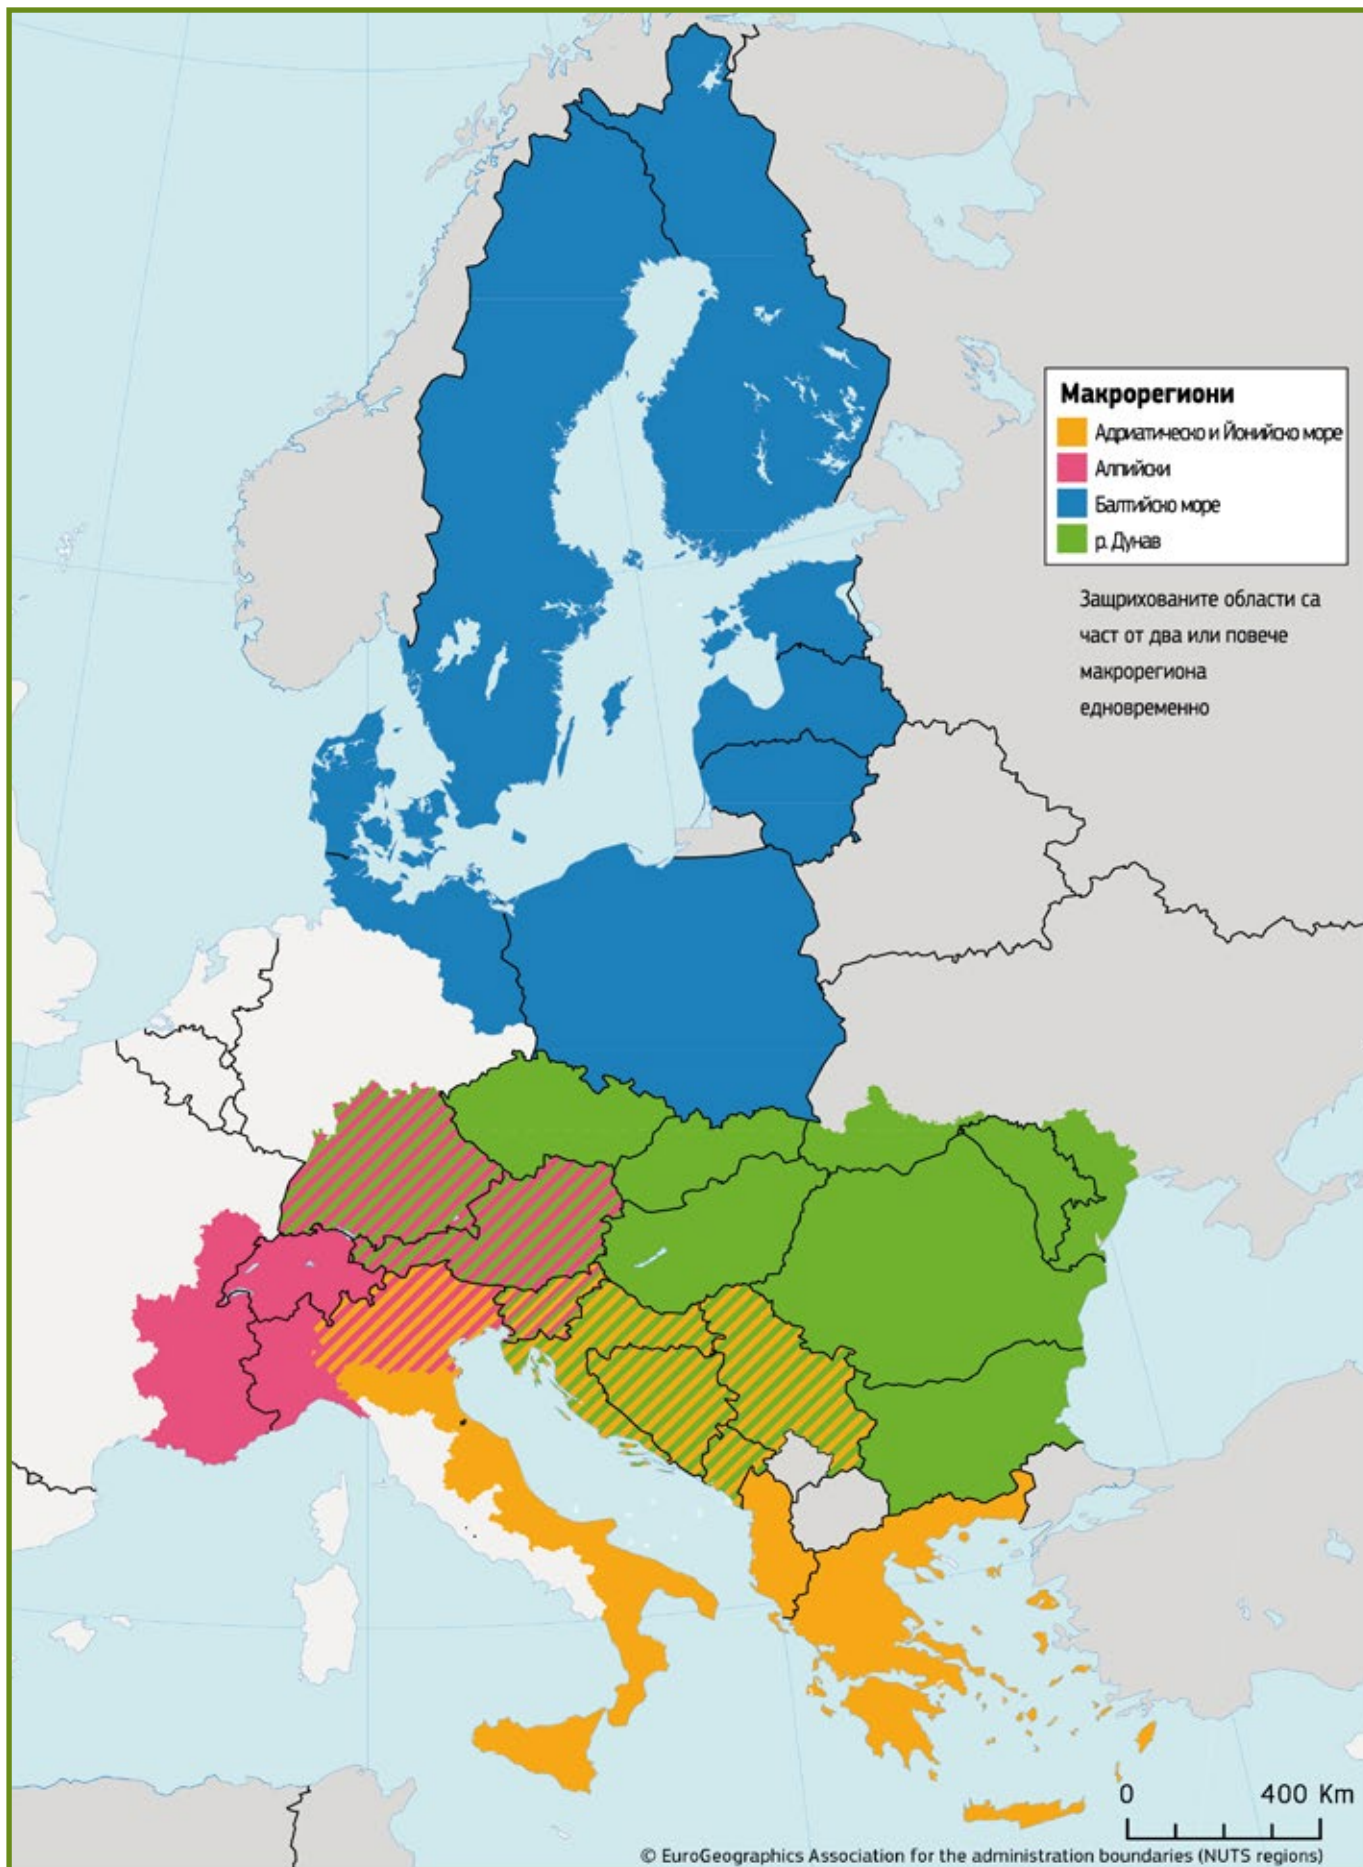 Макрорегиони
Адриатическо и Йонийско море
Алпийски
Балтийско море
р. Дунав
Защрихованите области са
част от два или повече
макрорегиона
едновременно
0 400 Km
© EuroGeographics Association for the administration boundaries (NUTS regions)